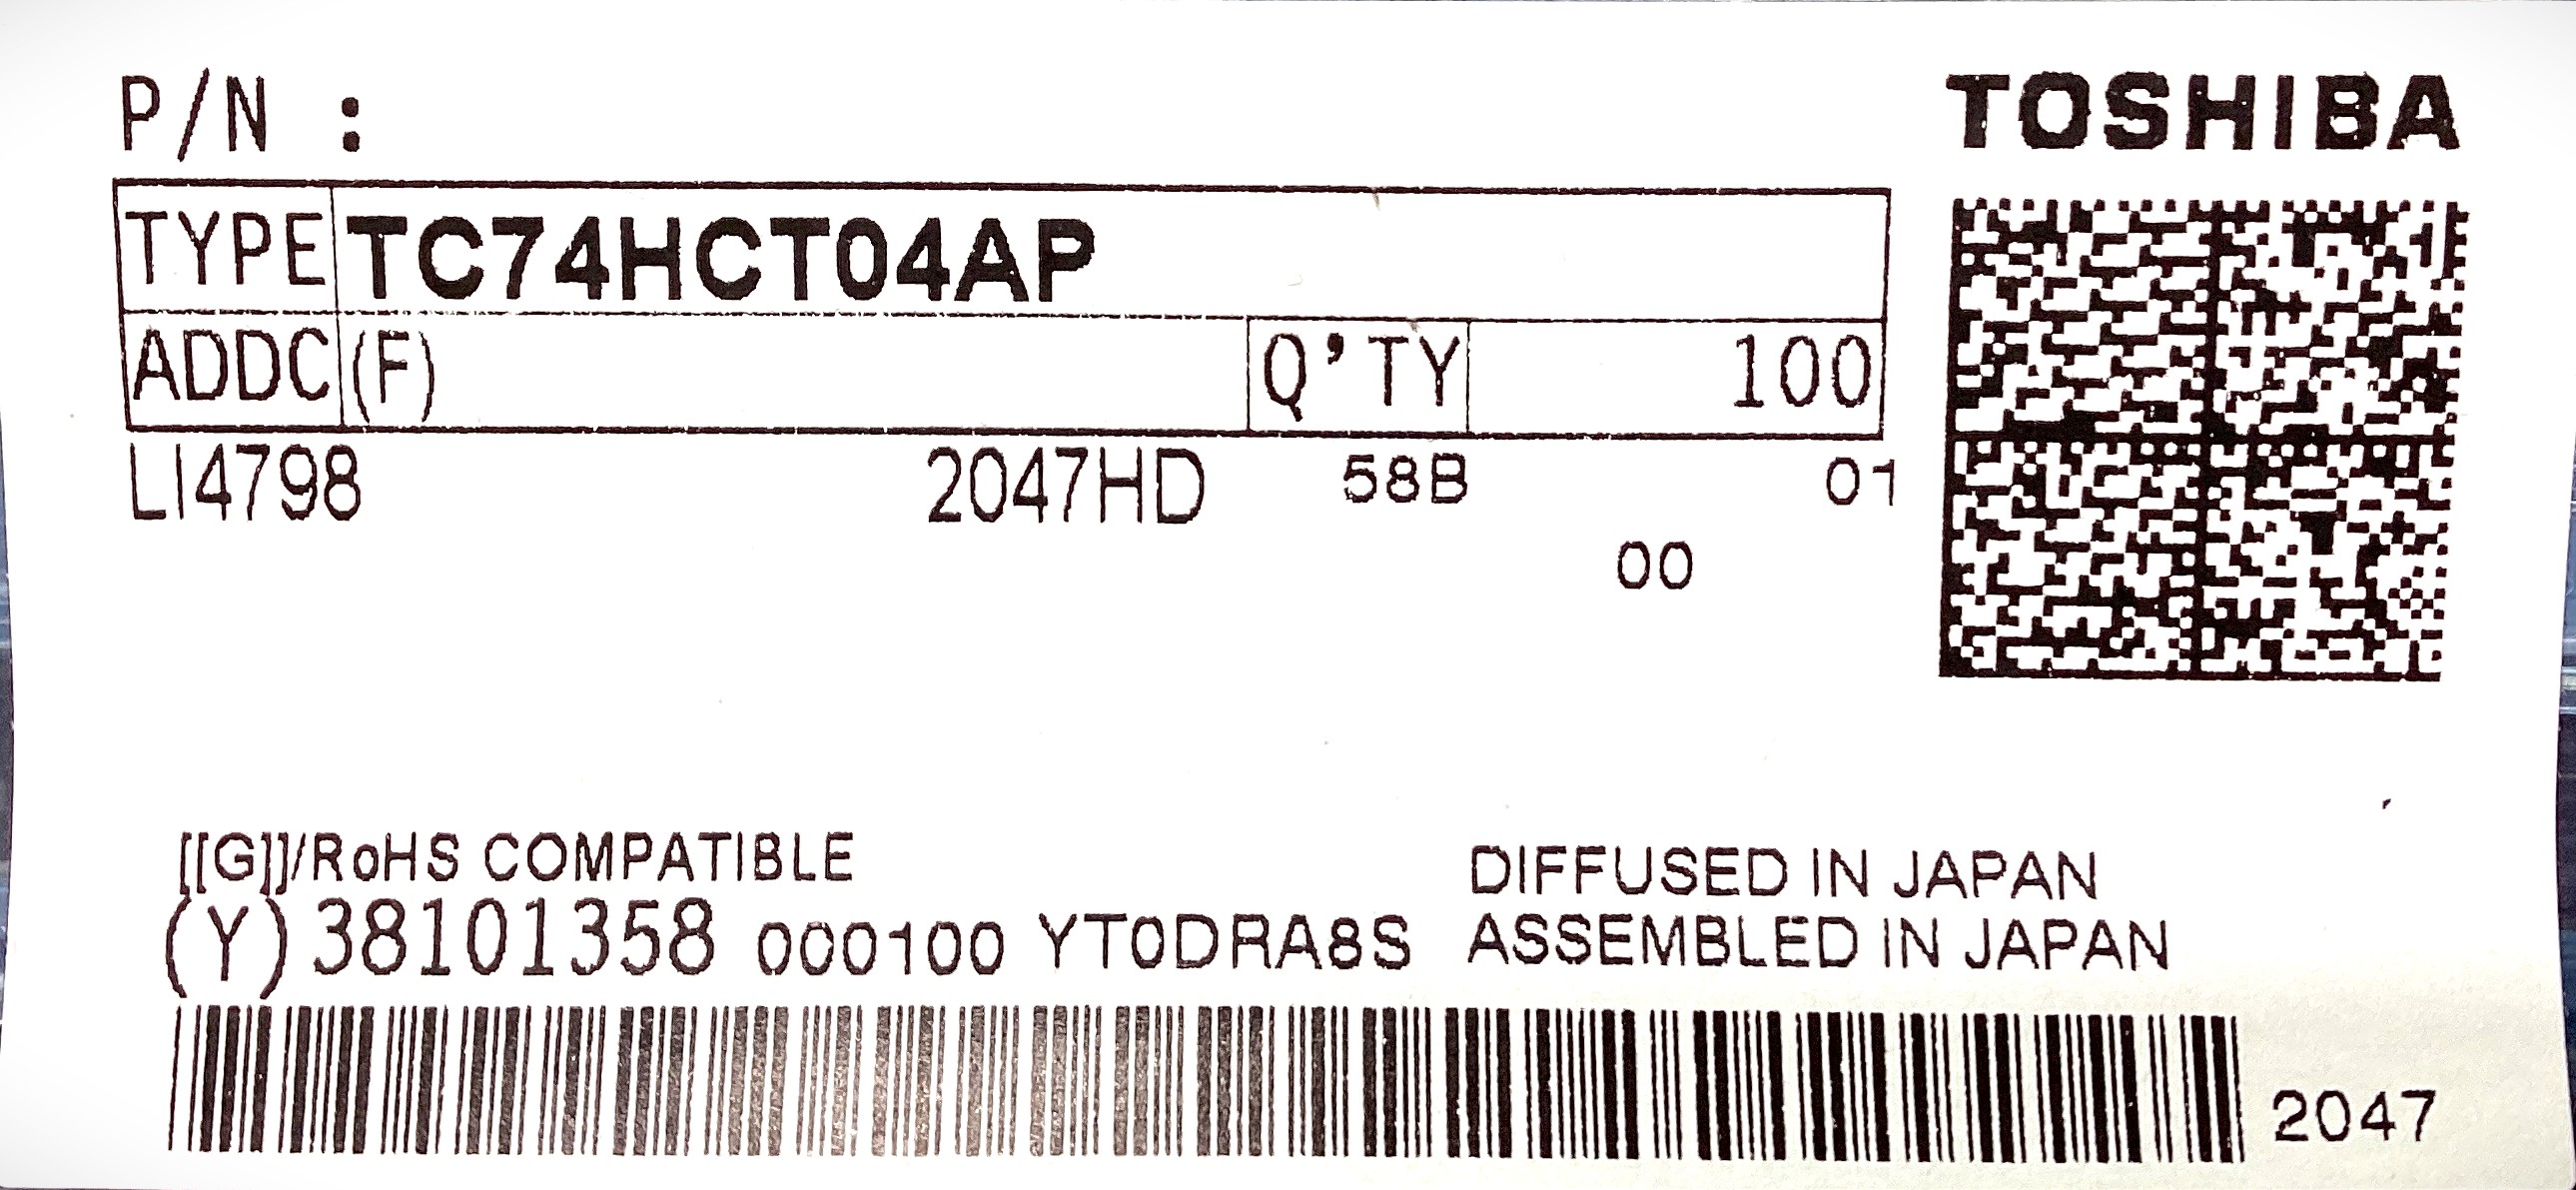 P/N :
TOSHIBA
TYPE TC74HCT04AP
ADDC (F) Q'TY 100
LI4798 2047HD 58B 01
00
[[G]]/RoHS COMPATIBLE
DIFFUSED IN JAPAN
(Y)38101358 000100 YT0DRA8S
ASSEMBLED IN JAPAN
2047